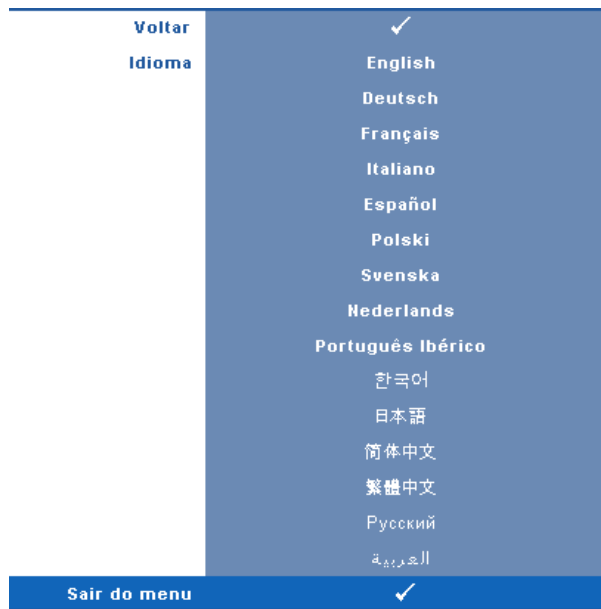 Voltar ✓
Idioma English
Deutsch
Français
Italiano
Español
Polski
Svenska
Nederlands
Português Ibérico
한국어
日本語
简体中文
繁體中文
Русский
العربية
Sair do menu ✓